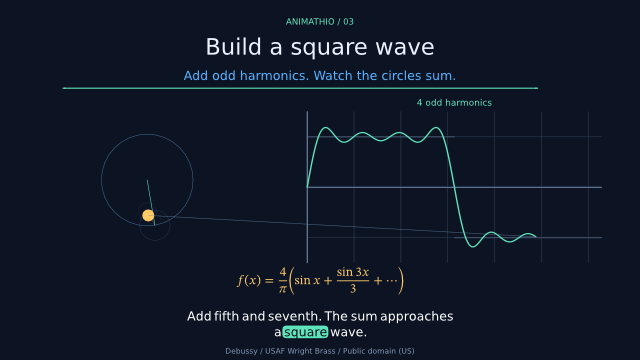 ANIMATHIO / 03
Build a square wave
Add odd harmonics. Watch the circles sum.
4 odd harmonics
f(x) = 4/π (sin x + sin 3x/3 + ⋯)
Add fifth and seventh. The sum approaches
a square wave.
Debussy / USAF Wright Brass / Public domain (US)